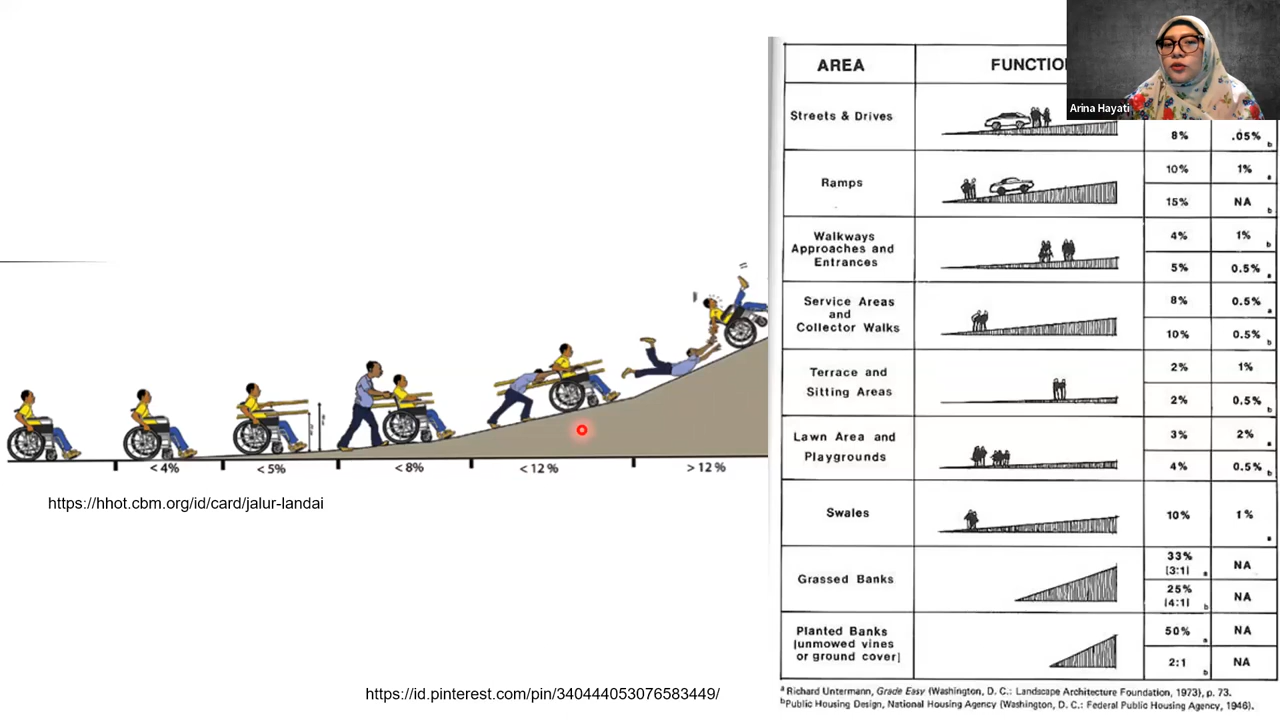 Arina Hayati
<4%
<5%
<8%
<12%
>12%
https://hhot.cbm.org/id/card/jalur-landai
https://id.pinterest.com/pin/340444053076583449/
AREA
Streets & Drives
8% .05% b
Ramps
10% 1% a
15% NA b
Walkways
Approaches and
Entrances
4% 1% b
5% 0.5% a
Service Areas
and
Collector Walks
8% 0.5% a
10% 0.5% b
Terrace and
Sitting Areas
2% 1%
2% 0.5% b
Lawn Area and
Playgrounds
3% 2% a
4% 0.5% b
Swales
10% 1% a
Grassed Banks
33%
[3:1] a NA
25%
[4:1] b NA
Planted Banks
[unmowed vines
or ground cover]
50% a NA
2:1 b NA
a Richard Untermann, Grade Easy (Washington, D. C.: Landscape Architecture Foundation, 1973), p. 73.
b Public Housing Design, National Housing Agency (Washington, D. C.: Federal Public Housing Agency, 1946).